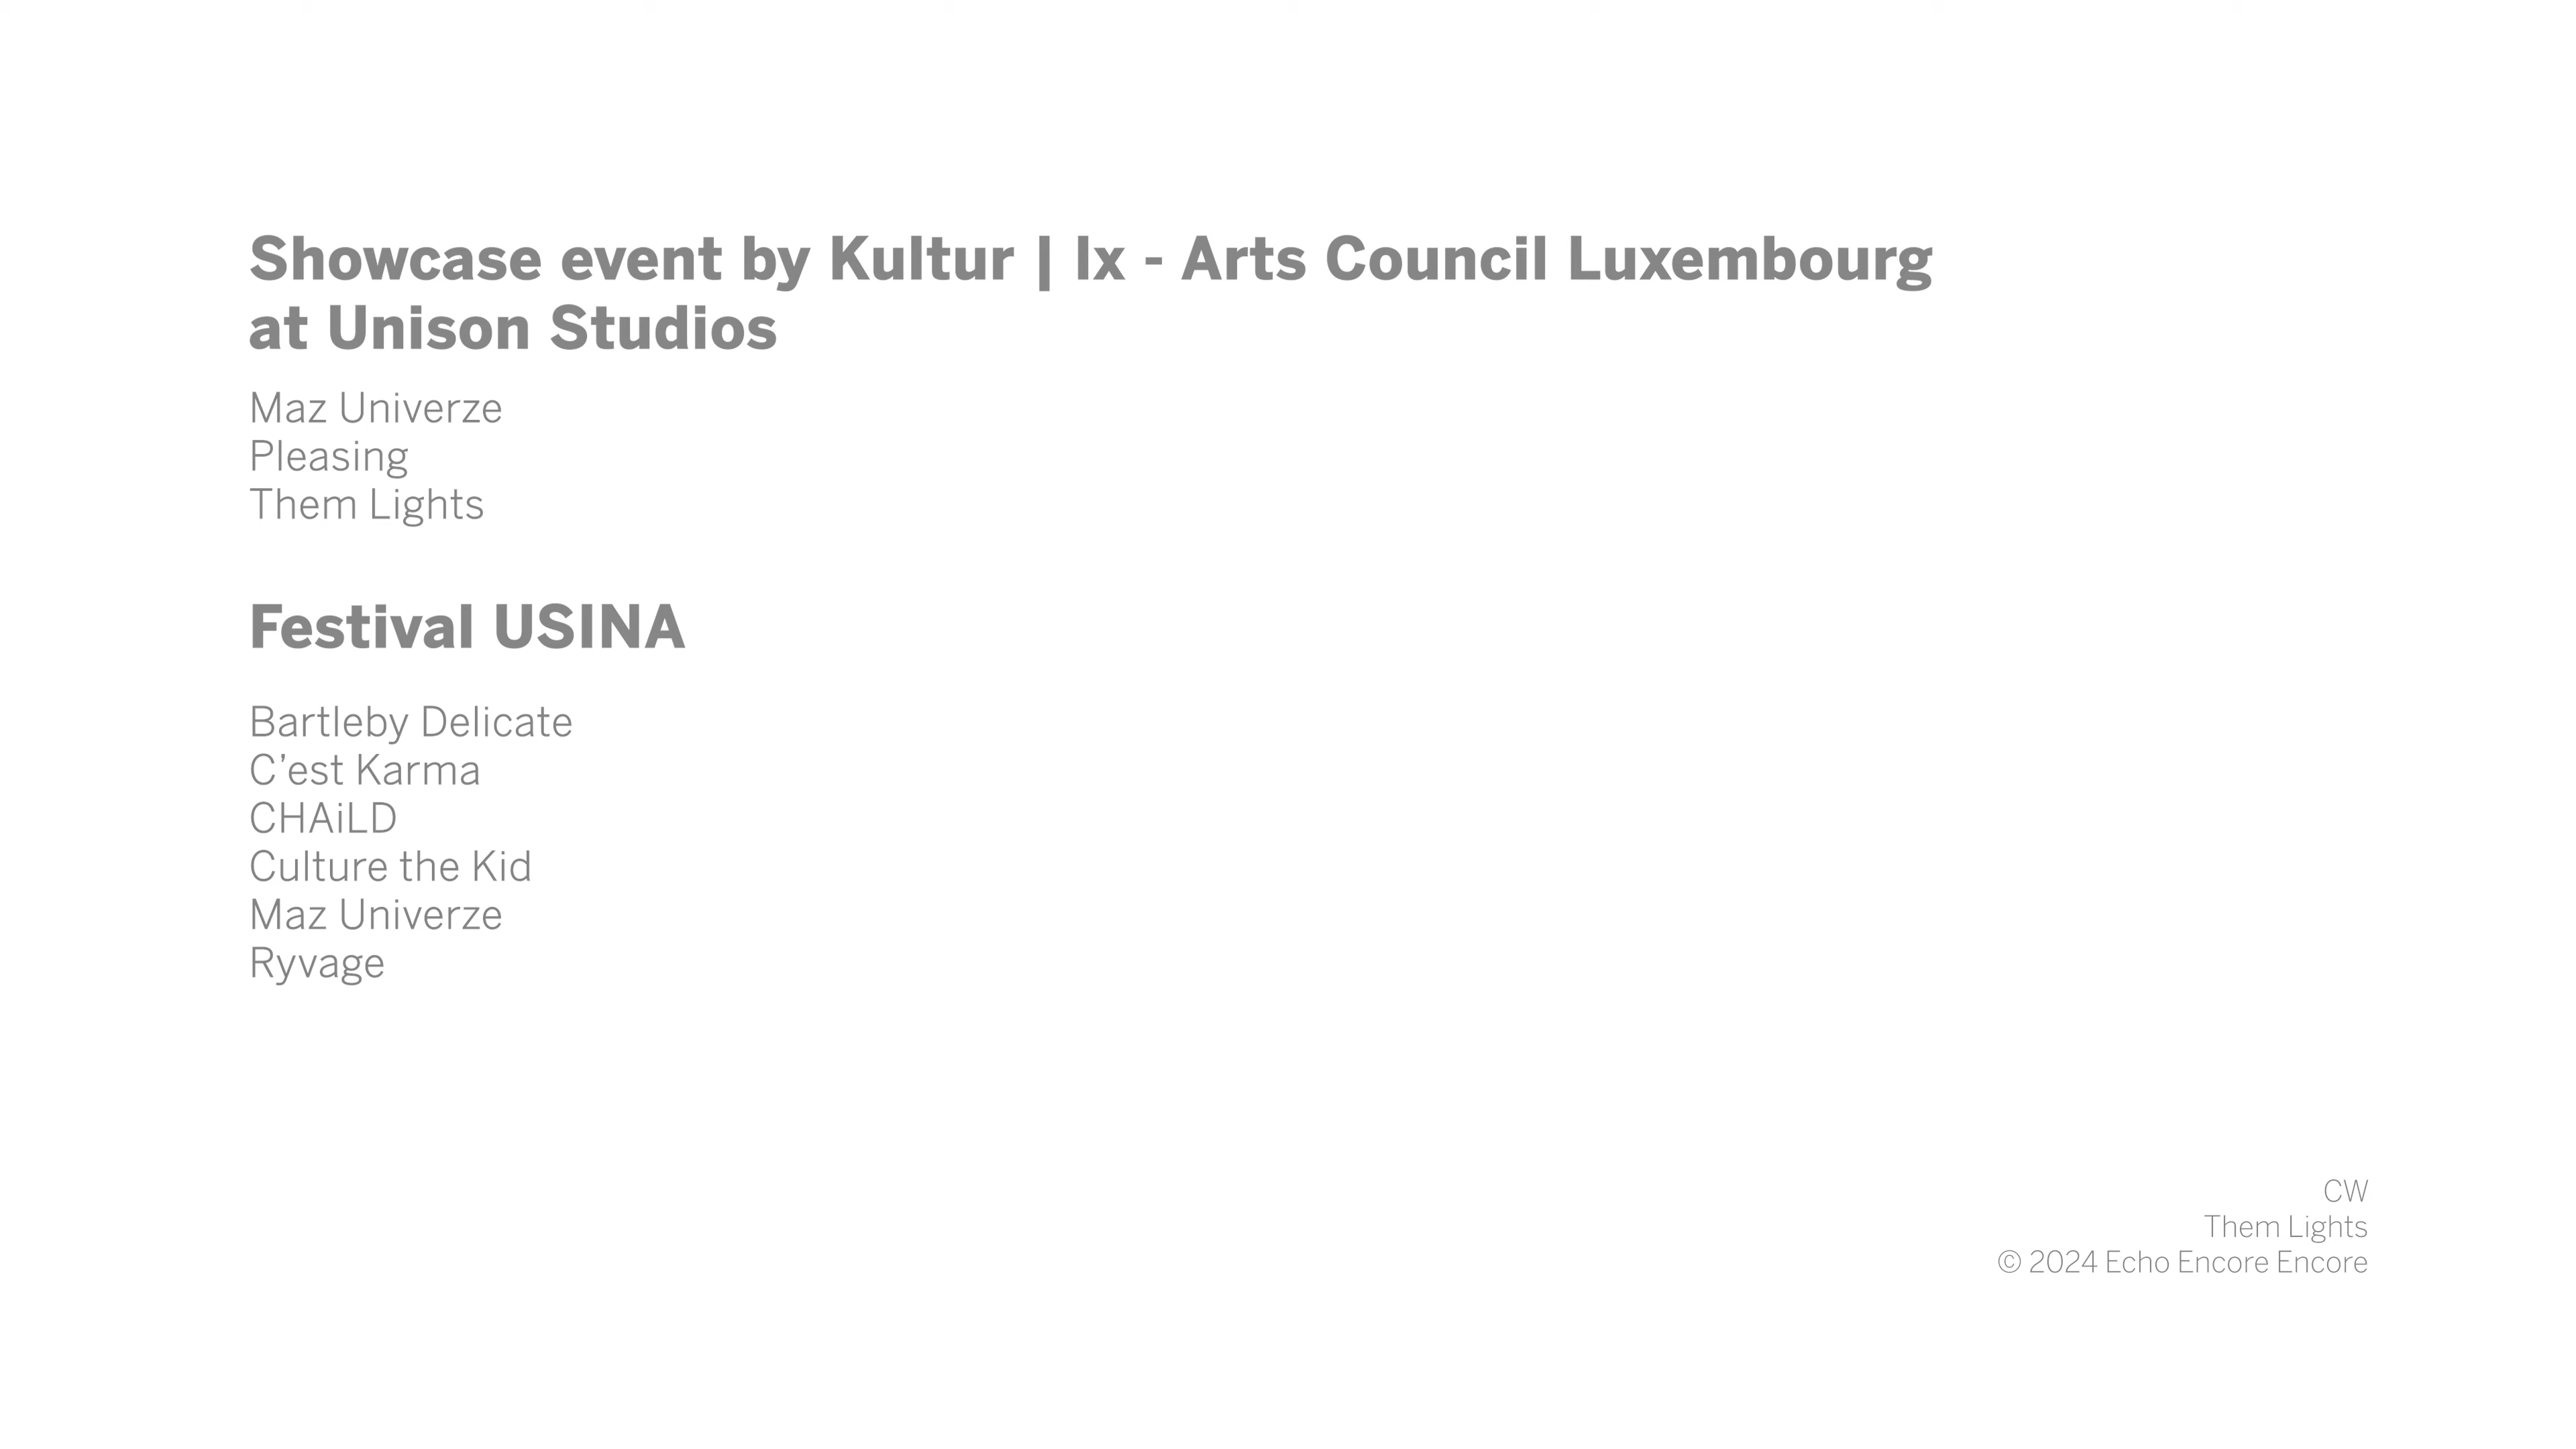 Showcase event by Kultur | lx - Arts Council Luxembourg
at Unison Studios
Maz Univerze
Pleasing
Them Lights
Festival USINA
Bartleby Delicate
C’est Karma
CHAiLD
Culture the Kid
Maz Univerze
Ryvage
CW
Them Lights
© 2024 Echo Encore Encore